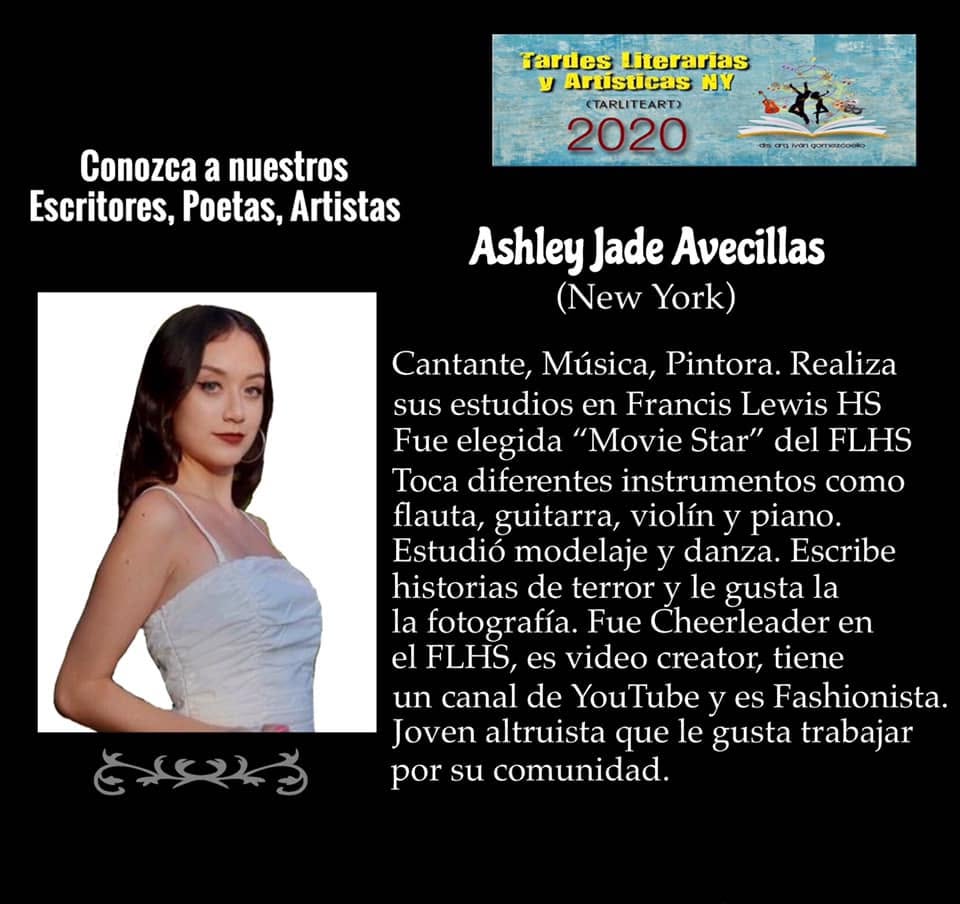 Tardes Literarias
y Artísticas NY
(TARLITEART)
2020
dis arq. iván gomezcoello
Conozca a nuestros
Escritores, Poetas, Artistas
Ashley Jade Avecillas
(New York)
Cantante, Música, Pintora. Realiza
sus estudios en Francis Lewis HS
Fue elegida “Movie Star” del FLHS
Toca diferentes instrumentos como
flauta, guitarra, violín y piano.
Estudió modelaje y danza. Escribe
historias de terror y le gusta la
la fotografía. Fue Cheerleader en
el FLHS, es video creator, tiene
un canal de YouTube y es Fashionista.
Joven altruista que le gusta trabajar
por su comunidad.